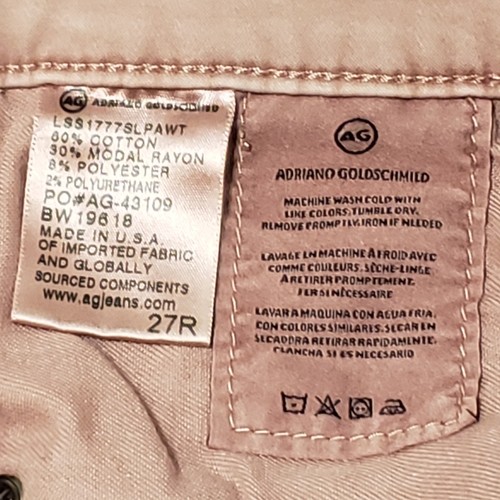 AG ADRIANO GOLDSCHMIED
LSS1777SLPAWT
60% COTTON
30% MODAL RAYON
8% POLYESTER
2% POLYURETHANE
PO#AG-43109
BW19618
MADE IN U.S.A.
OF IMPORTED FABRIC
AND GLOBALLY
SOURCED COMPONENTS
www.agjeans.com
27R
AG
ADRIANO GOLDSCHMIED
MACHINE WASH COLD WITH
LIKE COLORS, TUMBLE DRY,
REMOVE PROMPTLY. IRON IF NEEDED
LAVAGE EN MACHINE A FROID AVEC
COMME COULEURS. SÈCHE-LINGE.
A RETIRER PROMPTEMENT.
FER SI NÉCESSAIRE
LAVAR A MAQUINA CON AGUA FRIA,
CON COLORES SIMILARES. SECAR EN
SECADORA RETIRAR RAPIDAMENTE.
PLANCHA SI ES NECESARIO